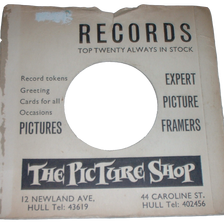 RECORDS
TOP TWENTY ALWAYS IN STOCK
Record tokens
Greeting
Cards for all
Occasions
PICTURES
EXPERT
PICTURE
FRAMERS
THE PICTURE SHOP
12 NEWLAND AVE,
HULL Tel: 43619
44 CAROLINE ST.
HULL Tel: 402456